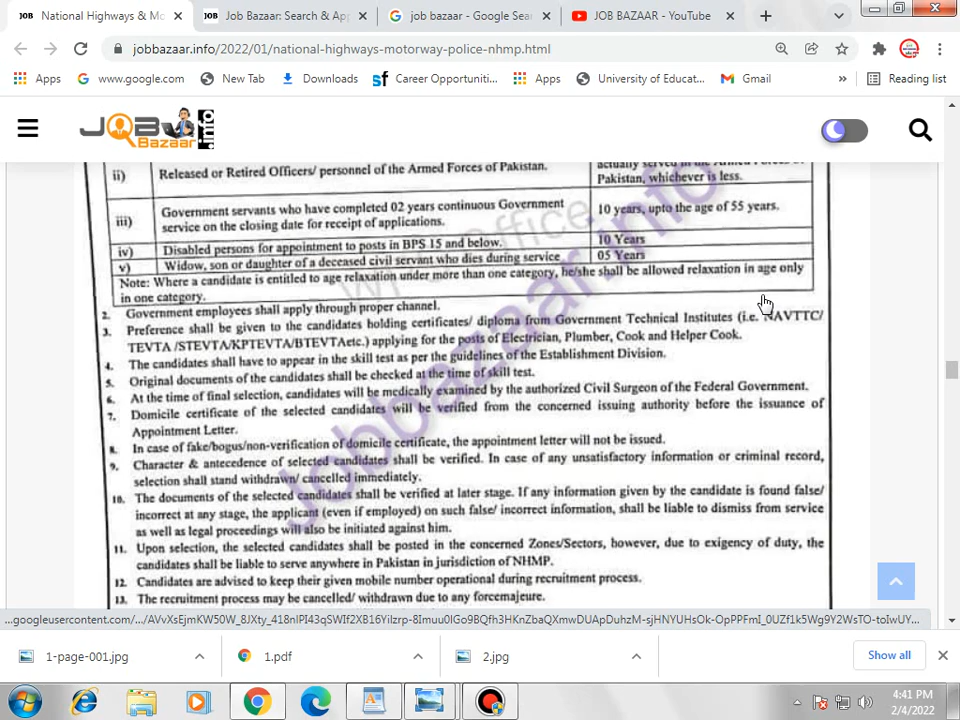 National Highways & Mo
Job Bazaar: Search & App
job bazaar - Google Sear
JOB BAZAAR - YouTube
jobbazaar.info/2022/01/national-highways-motorway-police-nhmp.html
Apps
www.google.com
New Tab
Downloads
Career Opportuniti...
Apps
University of Educat...
Gmail
Reading list
JOB Bazaar .info
ii) Released or Retired Officers/ personnel of the Armed Forces of Pakistan.
actually served in the Armed Forces of
Pakistan, whichever is less.
iii) Government servants who have completed 02 years continuous Government
service on the closing date for receipt of applications.
10 years, upto the age of 55 years.
iv) Disabled persons for appointment to posts in BPS 15 and below. 10 Years
v) Widow, son or daughter of a deceased civil servant who dies during service 05 Years
Note: Where a candidate is entitled to age relaxation under more than one category, he/she shall be allowed relaxation in age only
in one category.
2. Government employees shall apply through proper channel.
3. Preference shall be given to the candidates holding certificates/ diploma from Government Technical Institutes (i.e. NAVTTC/
TEVTA /STEVTA/KPTEVTA/BTEVTAetc.) applying for the posts of Electrician, Plumber, Cook and Helper Cook.
4. The candidates shall have to appear in the skill test as per the guidelines of the Establishment Division.
5. Original documents of the candidates shall be checked at the time of skill test.
6. At the time of final selection, candidates will be medically examined by the authorized Civil Surgeon of the Federal Government.
7. Domicile certificate of the selected candidates will be verified from the concerned issuing authority before the issuance of
Appointment Letter.
8. In case of fake/bogus/non-verification of domicile certificate, the appointment letter will not be issued.
9. Character & antecedence of selected candidates shall be verified. In case of any unsatisfactory information or criminal record,
selection shall stand withdrawn/ cancelled immediately.
10. The documents of the selected candidates shall be verified at later stage. If any information given by the candidate is found false/
incorrect at any stage, the applicant (even if employed) on such false/ incorrect information, shall be liable to dismiss from service
as well as legal proceedings will also be initiated against him.
11. Upon selection, the selected candidates shall be posted in the concerned Zones/Sectors, however, due to exigency of duty, the
candidates shall be liable to serve anywhere in Pakistan in jurisdiction of NHMP.
12. Candidates are advised to keep their given mobile number operational during recruitment process.
13. The recruitment process may be cancelled/ withdrawn due to any forcemajeure.
Jobbazaar.info
Office
1-page-001.jpg
1.pdf
2.jpg
Show all
4:41 PM
2/4/2022